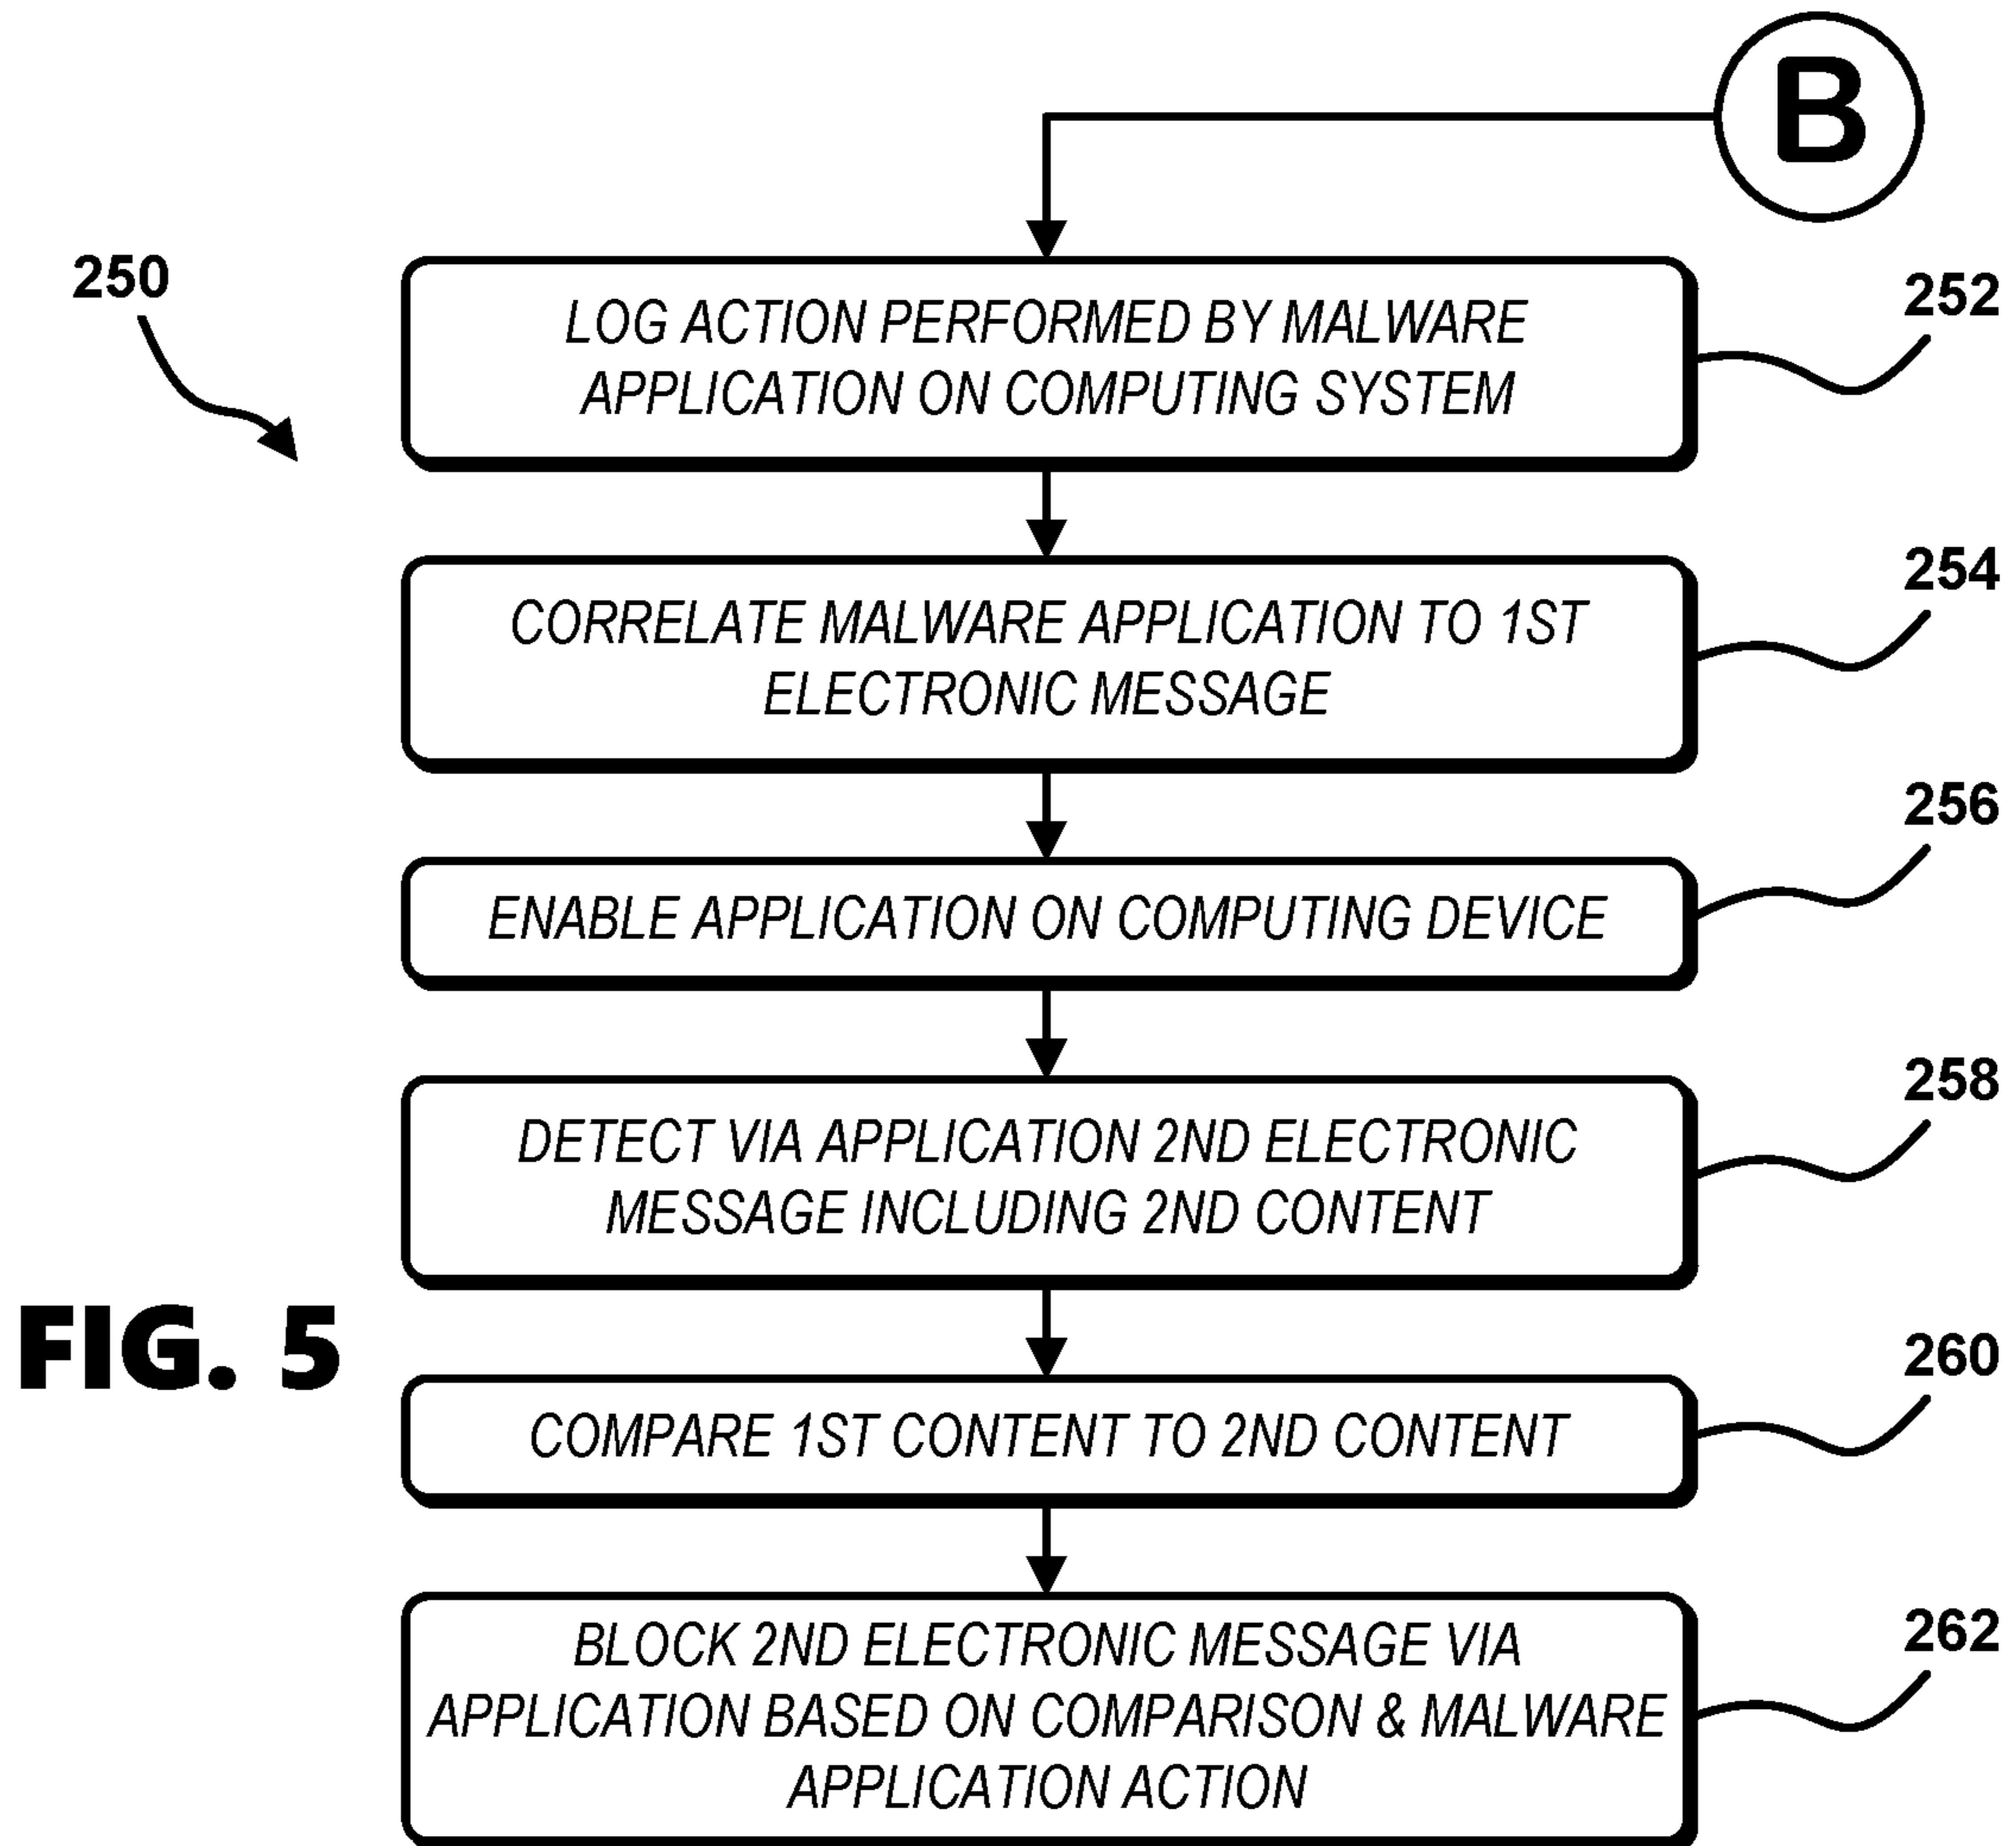 B
250
LOG ACTION PERFORMED BY MALWARE
APPLICATION ON COMPUTING SYSTEM
252
CORRELATE MALWARE APPLICATION TO 1ST
ELECTRONIC MESSAGE
254
ENABLE APPLICATION ON COMPUTING DEVICE
256
DETECT VIA APPLICATION 2ND ELECTRONIC
MESSAGE INCLUDING 2ND CONTENT
258
FIG. 5
COMPARE 1ST CONTENT TO 2ND CONTENT
260
BLOCK 2ND ELECTRONIC MESSAGE VIA
APPLICATION BASED ON COMPARISON & MALWARE
APPLICATION ACTION
262